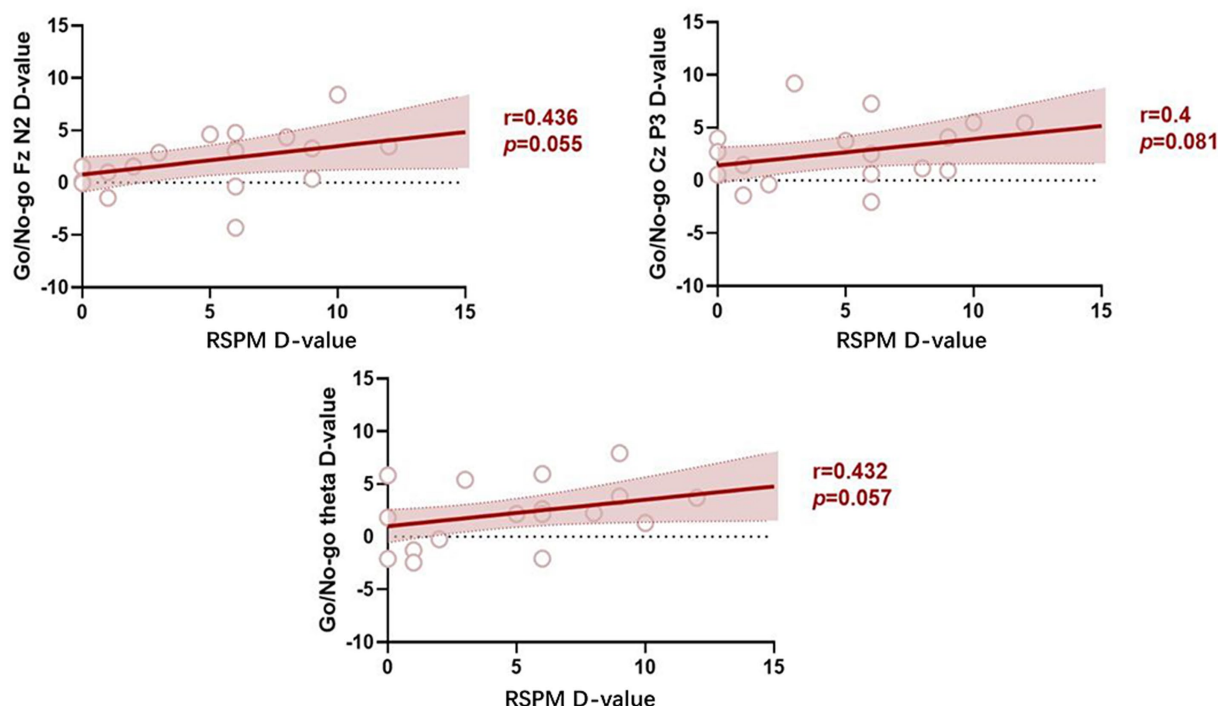 Go/No-go Fz N2 D-value
15
10
5
0
-5
-10
0
5
10
15
RSPM D-value
r=0.436
p=0.055
Go/No-go Cz P3 D-value
15
10
5
0
-5
-10
0
5
10
15
RSPM D-value
r=0.4
p=0.081
Go/No-go theta D-value
15
10
5
0
-5
-10
0
5
10
15
RSPM D-value
r=0.432
p=0.057